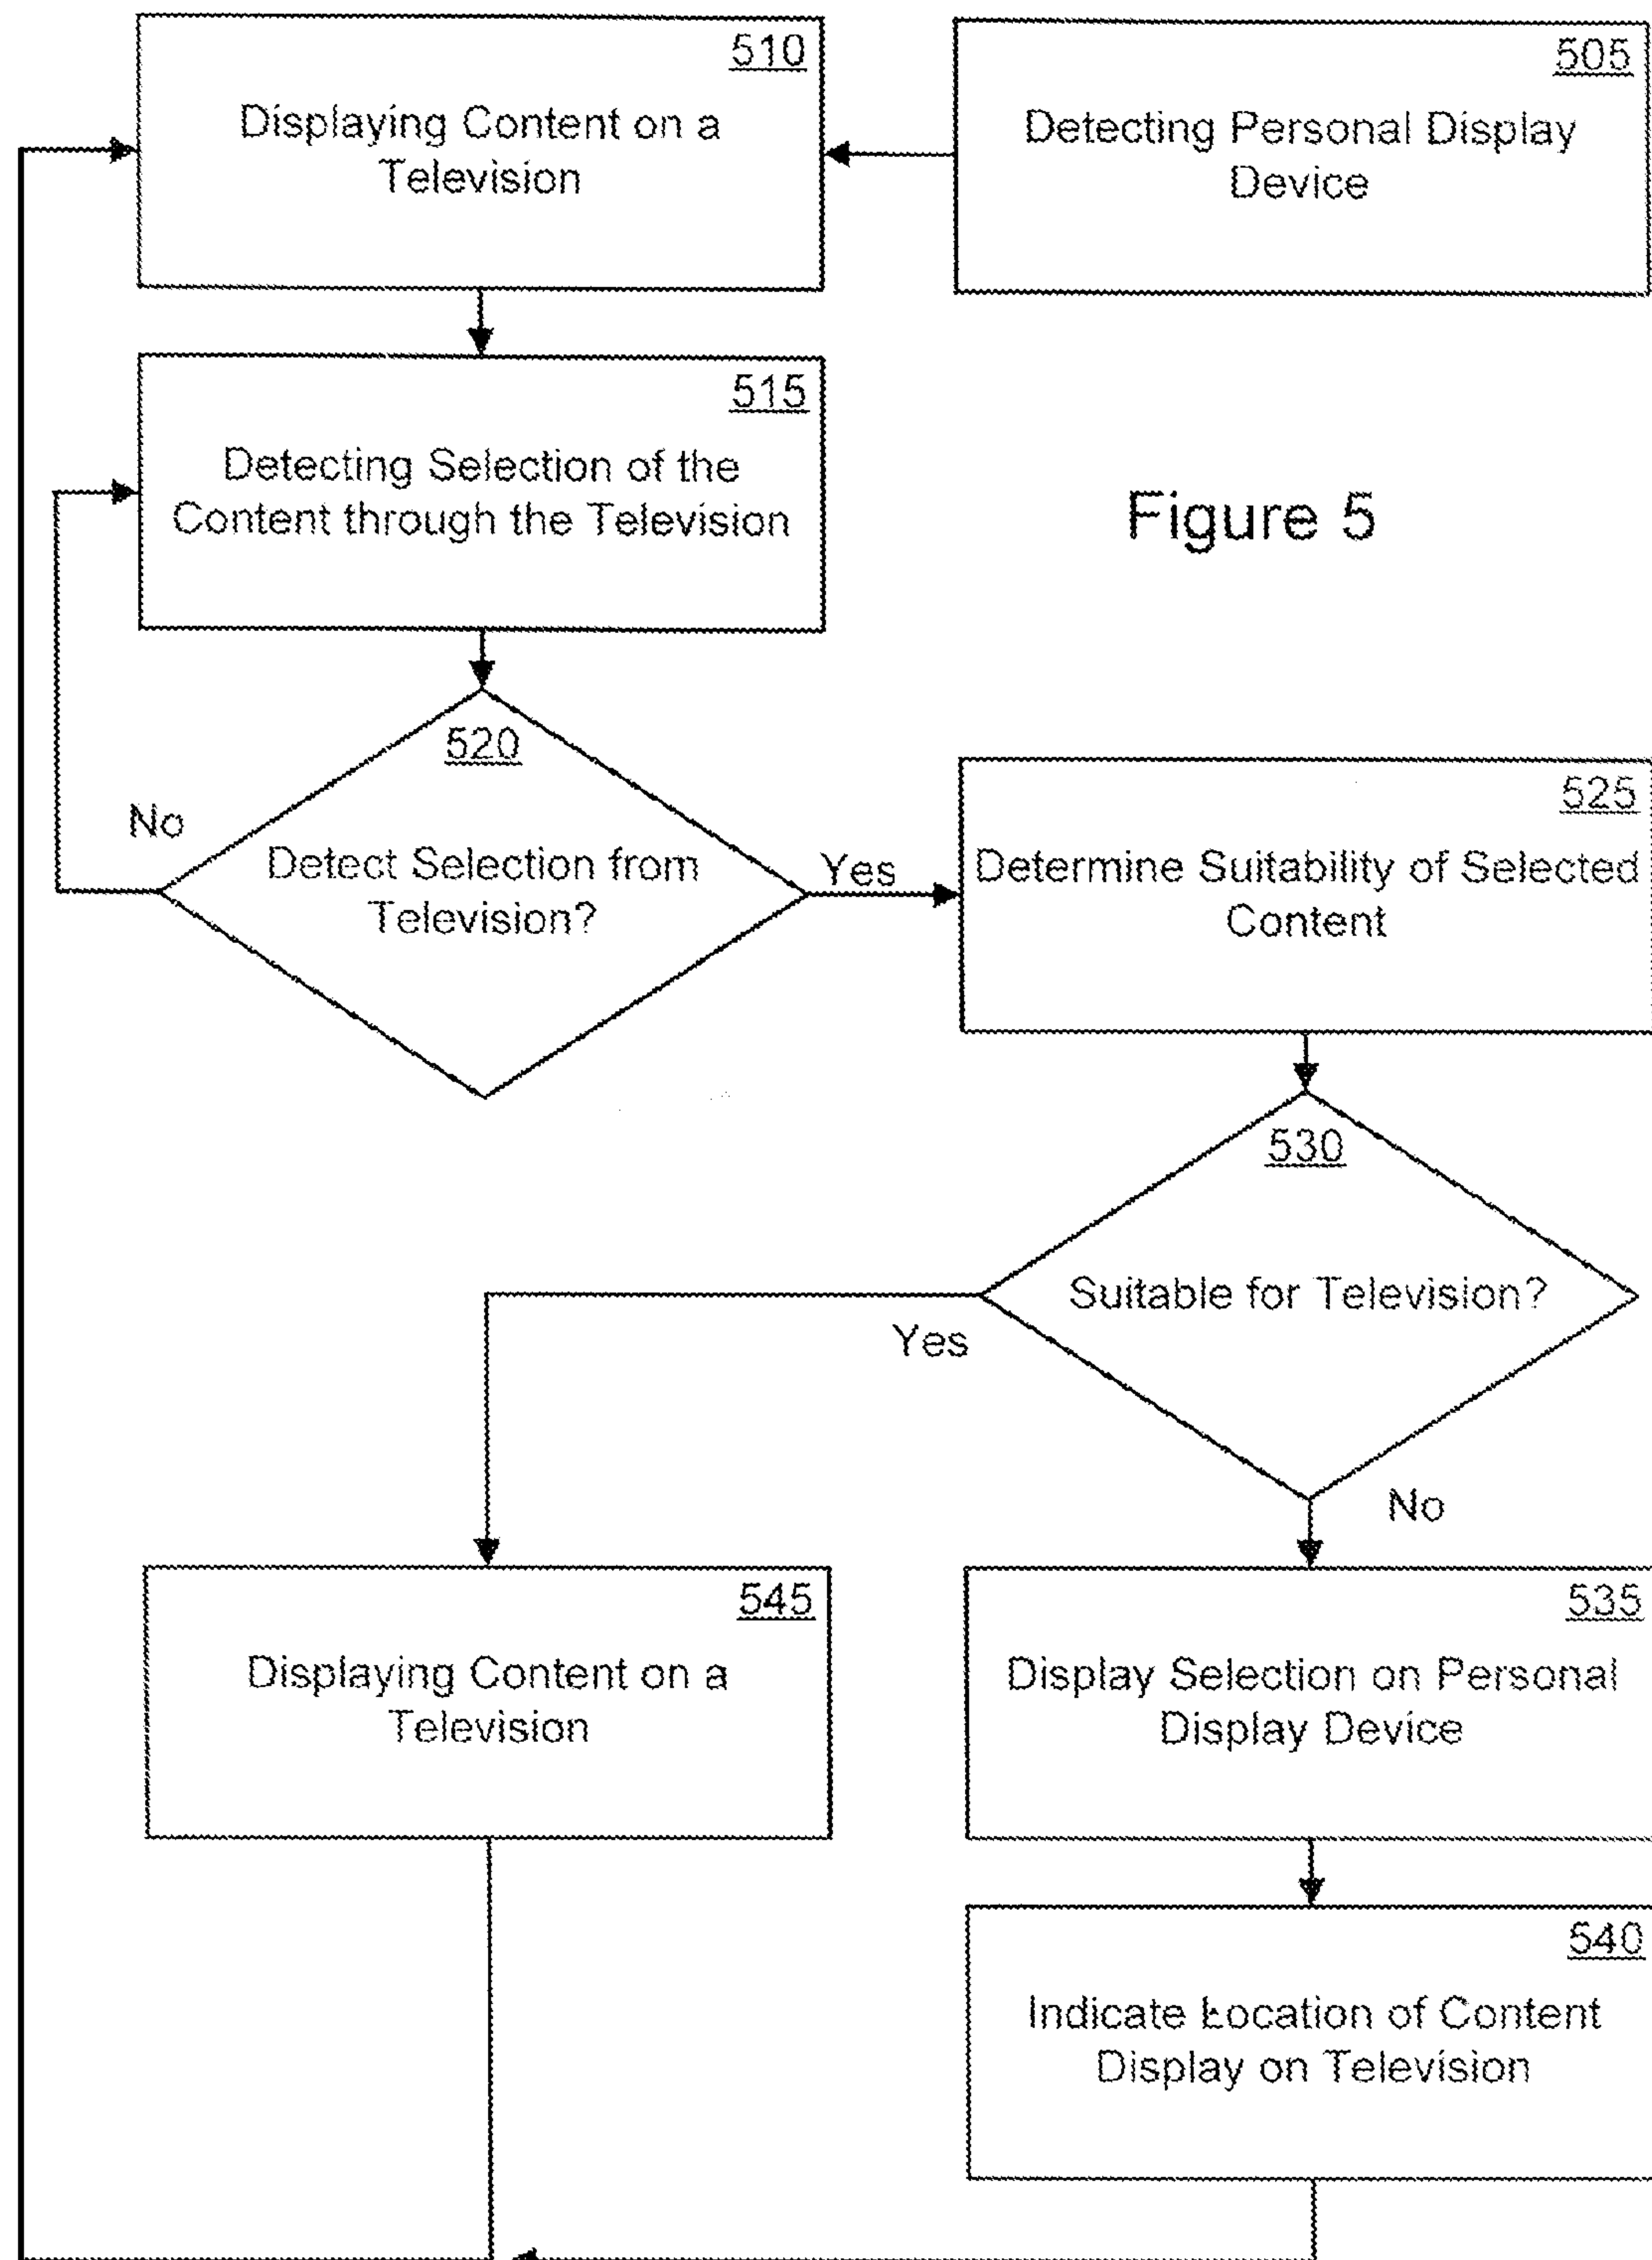 510
Displaying Content on a
Television
505
Detecting Personal Display
Device
515
Detecting Selection of the
Content through the Television
Figure 5
520
No
Detect Selection from
Television?
Yes
525
Determine Suitability of Selected
Content
530
Suitable for Television?
Yes
No
545
Displaying Content on a
Television
535
Display Selection on Personal
Display Device
540
Indicate Location of Content
Display on Television